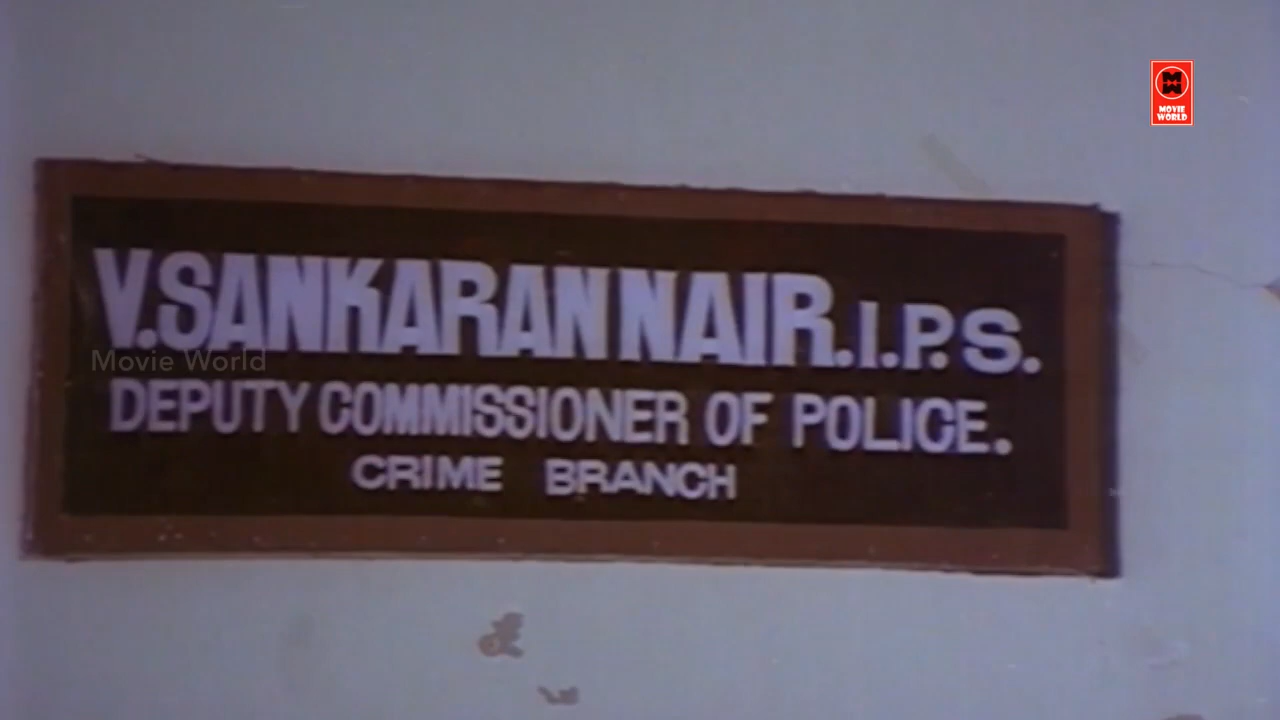 MOVIE
WORLD
V.SANKARAN NAIR.I.P.S.
Movie World
DEPUTY COMMISSIONER OF POLICE.
CRIME BRANCH